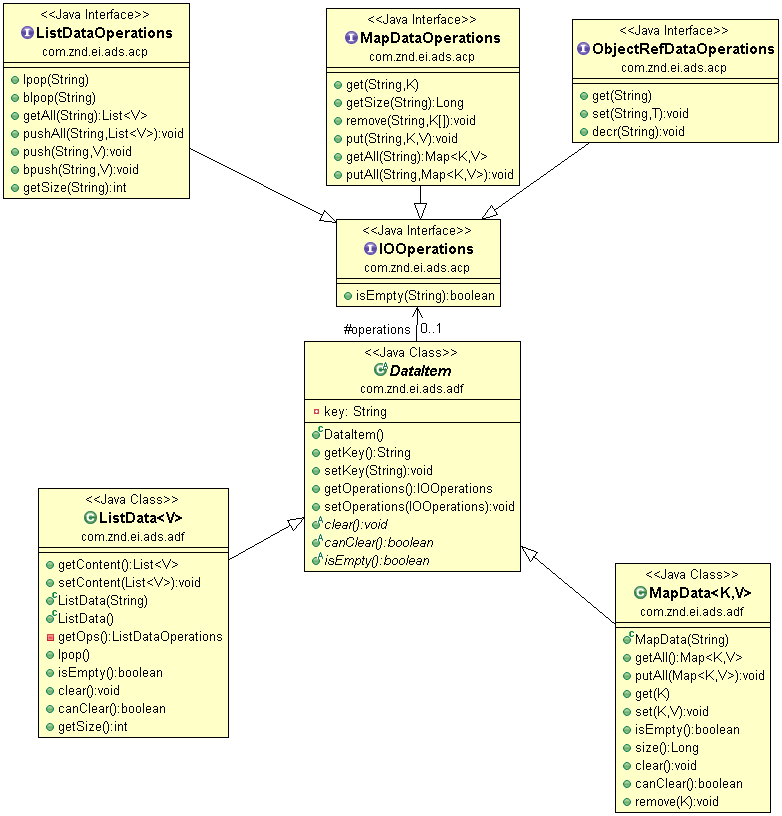 <<Java Interface>>
ListDataOperations
com.znd.ei.ads.acp
lpop(String)
blpop(String)
getAll(String):List<V>
pushAll(String,List<V>):void
push(String,V):void
bpush(String,V):void
getSize(String):int
<<Java Interface>>
MapDataOperations
com.znd.ei.ads.acp
get(String,K)
getSize(String):Long
remove(String,K[]):void
put(String,K,V):void
getAll(String):Map<K,V>
putAll(String,Map<K,V>):void
<<Java Interface>>
ObjectRefDataOperations
com.znd.ei.ads.acp
get(String)
set(String,T):void
decr(String):void
<<Java Interface>>
IOOperations
com.znd.ei.ads.acp
isEmpty(String):boolean
#operations 0..1
<<Java Class>>
DataItem
com.znd.ei.ads.adf
key: String
DataItem()
getKey():String
setKey(String):void
getOperations():IOOperations
setOperations(IOOperations):void
clear():void
canClear():boolean
isEmpty():boolean
<<Java Class>>
ListData<V>
com.znd.ei.ads.adf
getContent():List<V>
setContent(List<V>):void
ListData(String)
ListData()
getOps():ListDataOperations
lpop()
isEmpty():boolean
clear():void
canClear():boolean
getSize():int
<<Java Class>>
MapData<K,V>
com.znd.ei.ads.adf
MapData(String)
getAll():Map<K,V>
putAll(Map<K,V>):void
get(K)
set(K,V):void
isEmpty():boolean
size():Long
clear():void
canClear():boolean
remove(K):void